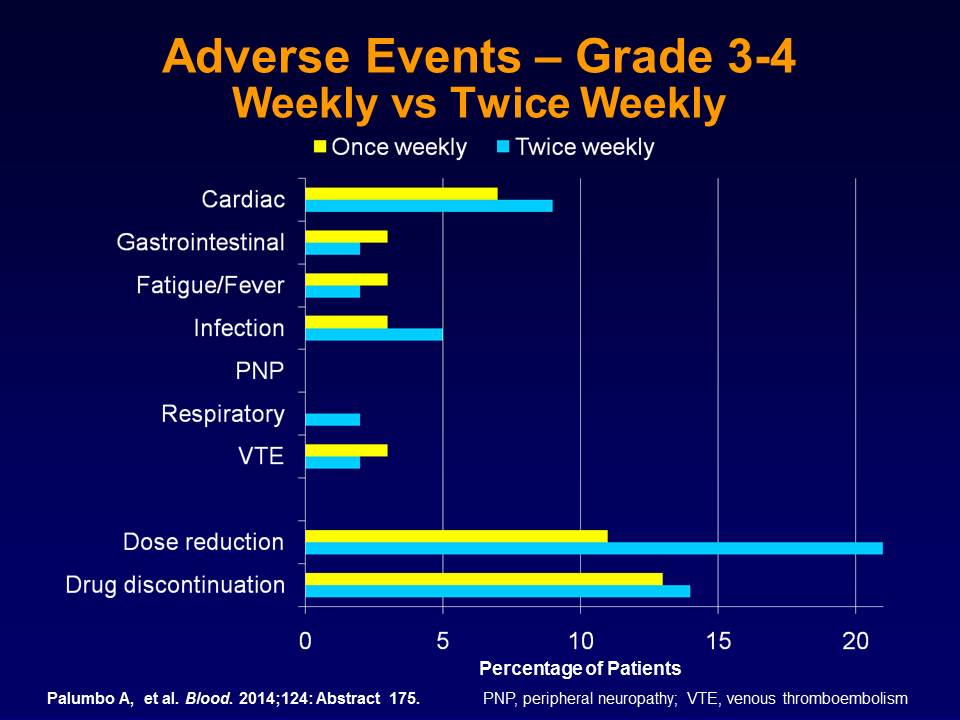 Adverse Events – Grade 3-4
Weekly vs Twice Weekly
Once weekly Twice weekly
Cardiac
Gastrointestinal
Fatigue/Fever
Infection
PNP
Respiratory
VTE
Dose reduction
Drug discontinuation
0 5 10 15 20
Percentage of Patients
Palumbo A, et al. Blood. 2014;124: Abstract 175. PNP, peripheral neuropathy; VTE, venous thromboembolism